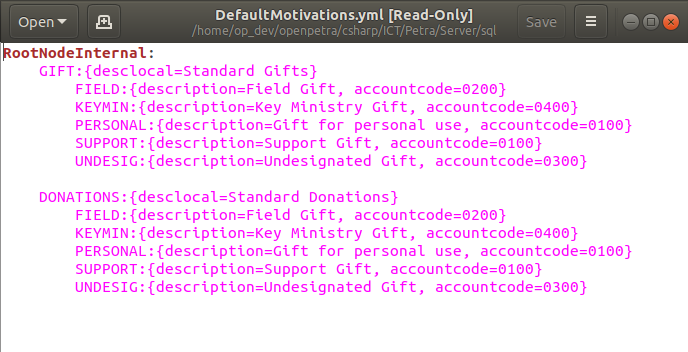 Open
DefaultMotivations.yml [Read-Only]
/home/op_dev/openpetra/csharp/ICT/Petra/Server/sql
Save
RootNodeInternal:
GIFT:{desclocal=Standard Gifts}
FIELD:{description=Field Gift, accountcode=0200}
KEYMIN:{description=Key Ministry Gift, accountcode=0400}
PERSONAL:{description=Gift for personal use, accountcode=0100}
SUPPORT:{description=Support Gift, accountcode=0100}
UNDESIG:{description=Undesignated Gift, accountcode=0300}
DONATIONS:{desclocal=Standard Donations}
FIELD:{description=Field Gift, accountcode=0200}
KEYMIN:{description=Key Ministry Gift, accountcode=0400}
PERSONAL:{description=Gift for personal use, accountcode=0100}
SUPPORT:{description=Support Gift, accountcode=0100}
UNDESIG:{description=Undesignated Gift, accountcode=0300}